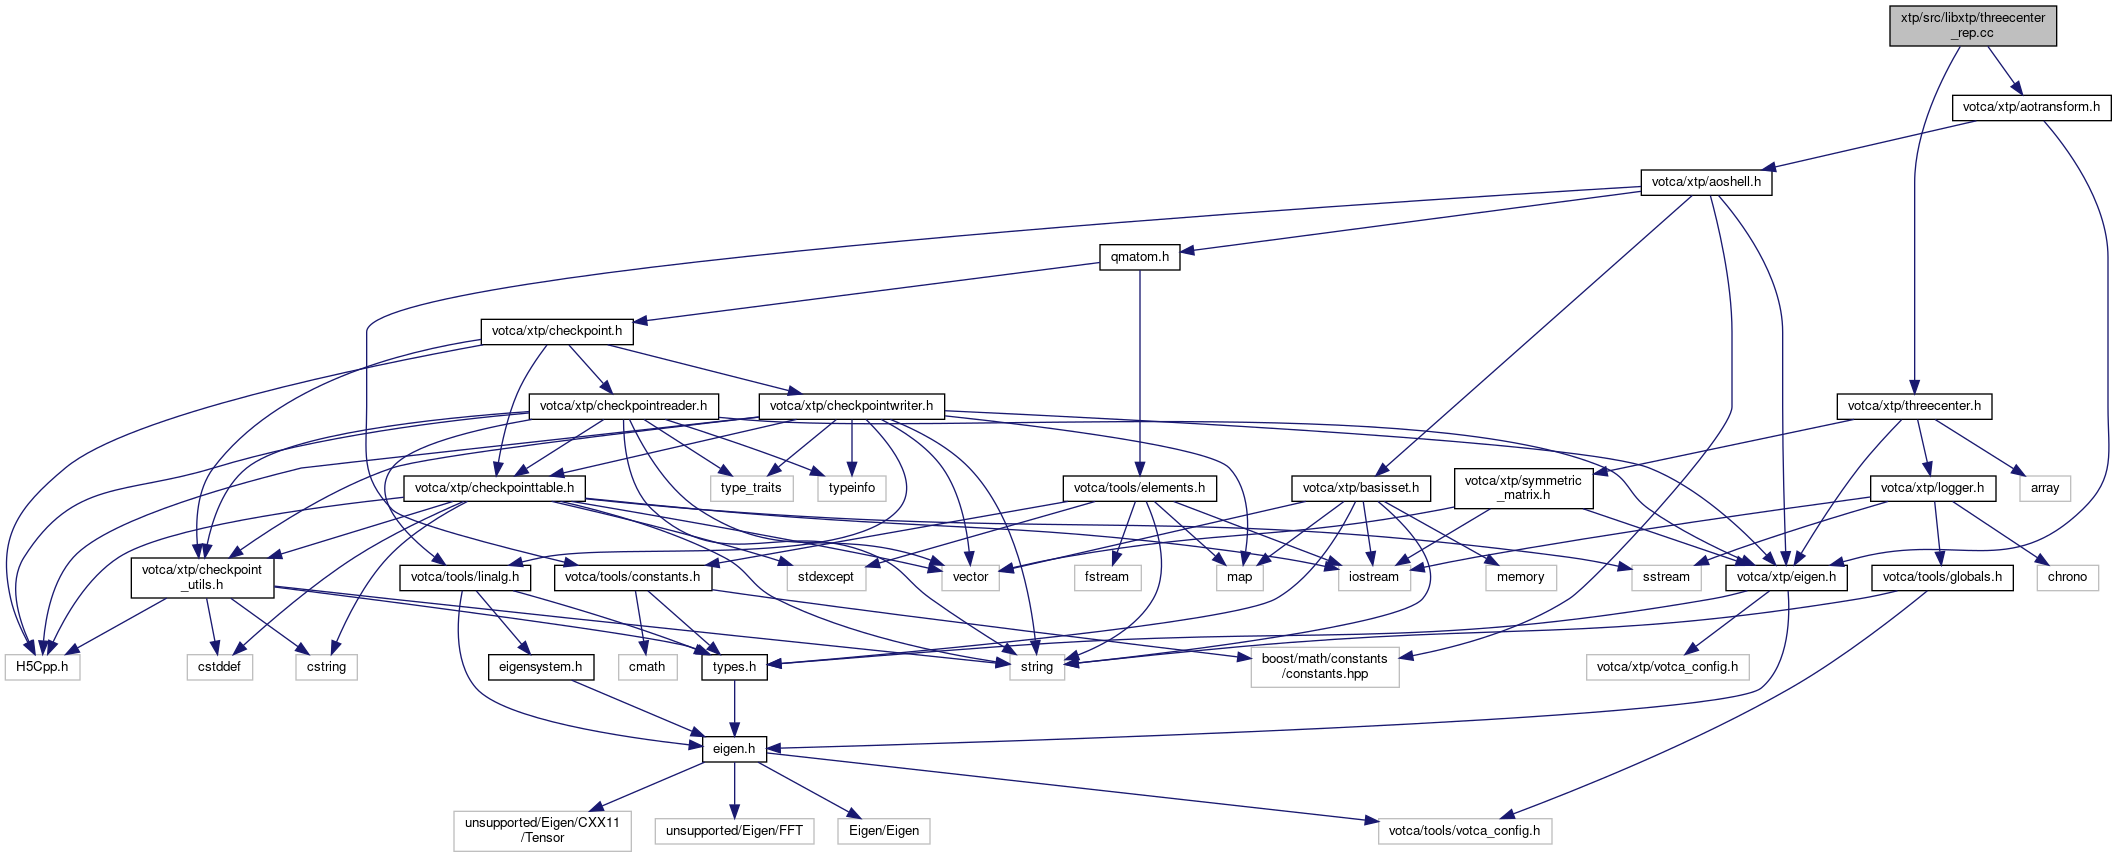 xtp/src/libxtp/threecenter
_rep.cc
votca/xtp/aotransform.h
votca/xtp/aoshell.h
qmatom.h
votca/xtp/checkpoint.h
votca/xtp/checkpointreader.h
votca/xtp/checkpointwriter.h
votca/xtp/threecenter.h
votca/xtp/checkpointtable.h
type_traits
typeinfo
votca/tools/elements.h
votca/xtp/basisset.h
votca/xtp/symmetric
_matrix.h
votca/xtp/logger.h
array
votca/xtp/checkpoint
_utils.h
votca/tools/linalg.h
votca/tools/constants.h
stdexcept
vector
fstream
map
iostream
memory
sstream
votca/xtp/eigen.h
votca/tools/globals.h
chrono
H5Cpp.h
cstddef
cstring
eigensystem.h
cmath
types.h
string
boost/math/constants
/constants.hpp
votca/xtp/votca_config.h
eigen.h
unsupported/Eigen/CXX11
/Tensor
unsupported/Eigen/FFT
Eigen/Eigen
votca/tools/votca_config.h